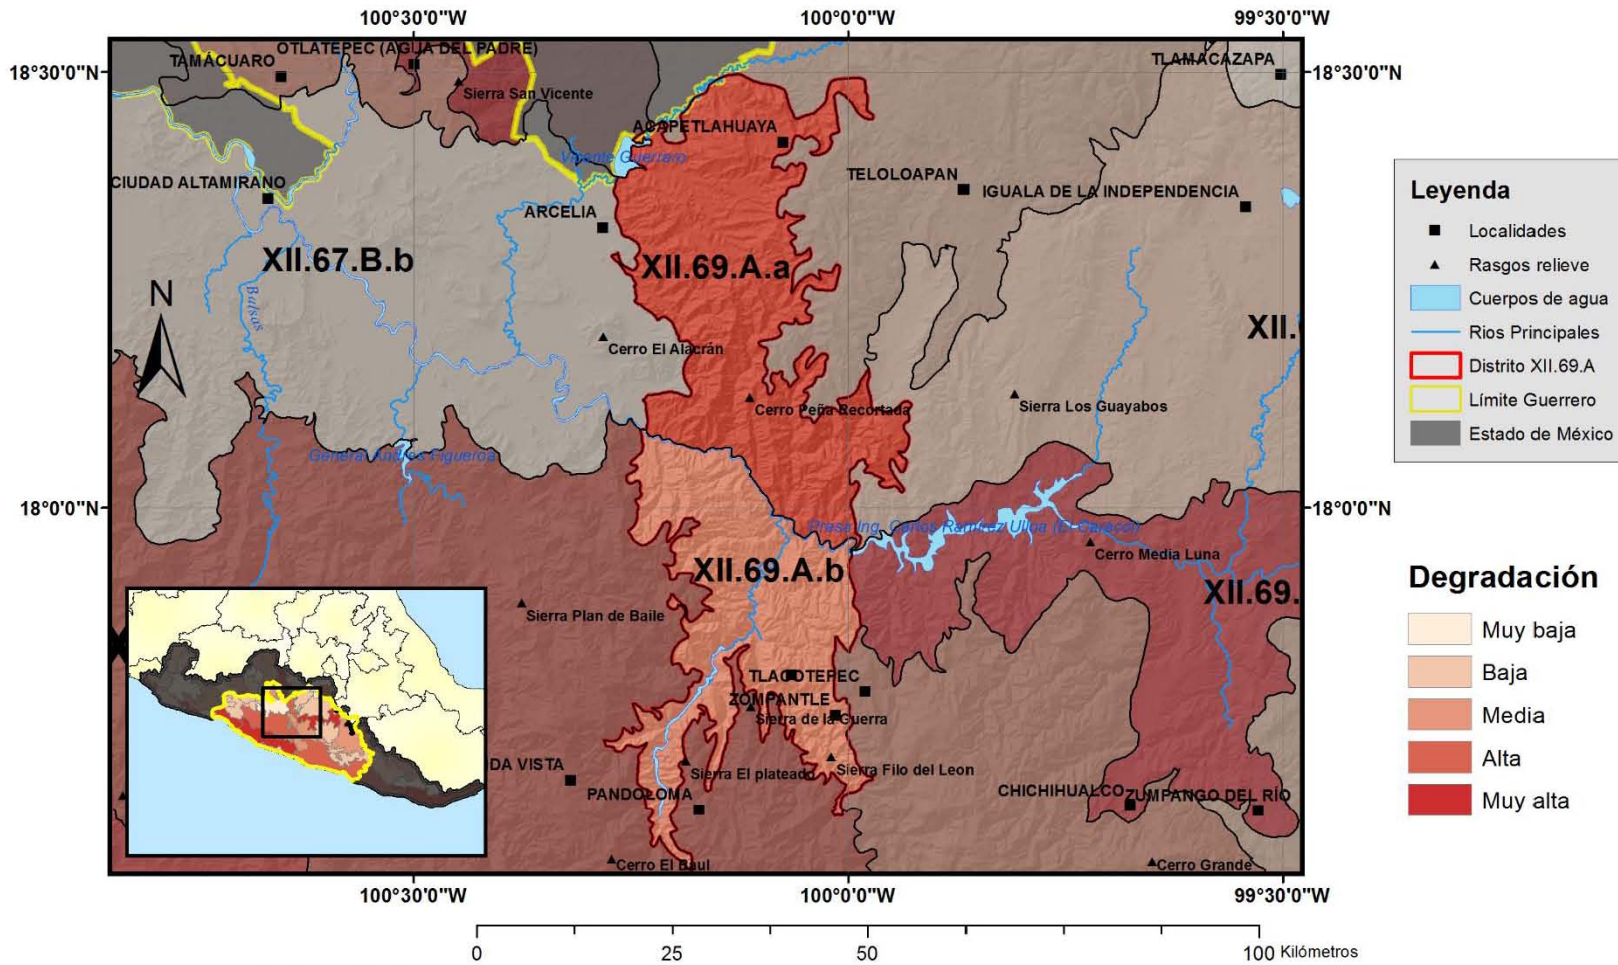 100°30'0"W
100°0'0"W
99°30'0"W
18°30'0"N
18°30'0"N
OTLATEPEC (AGUA DEL PADRE)
TAMÁCUARO
TLAMACAZAPA
Sierra San Vicente
ACAPETLAHUAYA
Vicente Guerrero
TELOLOAPAN
CIUDAD ALTAMIRANO
IGUALA DE LA INDEPENDENCIA
ARCELIA
XII.67.B.b
XII.69.A.a
N
Balsas
XII.
Cerro El Alacrán
Cerro Peña Recortada
Sierra Los Guayabos
General Andres Figueroa
18°0'0"N
18°0'0"N
Presa Ing. Carlos Ramirez Ulloa (El Caracol)
Cerro Media Luna
XII.69.A.b
XII.69.
Sierra Plan de Baile
X
TLACOTEPEC
ZOMPANTLE
Sierra de la Guerra
DA VISTA
Sierra El plateado
Sierra Filo del Leon
PANDOLOMA
CHICHIHUALCO
ZUMPANGO DEL RÍO
Cerro El Baul
Cerro Grande
100°30'0"W
100°0'0"W
99°30'0"W
0
25
50
100 Kilómetros
Leyenda
Localidades
Rasgos relieve
Cuerpos de agua
Rios Principales
Distrito XII.69.A
Límite Guerrero
Estado de México
Degradación
Muy baja
Baja
Media
Alta
Muy alta